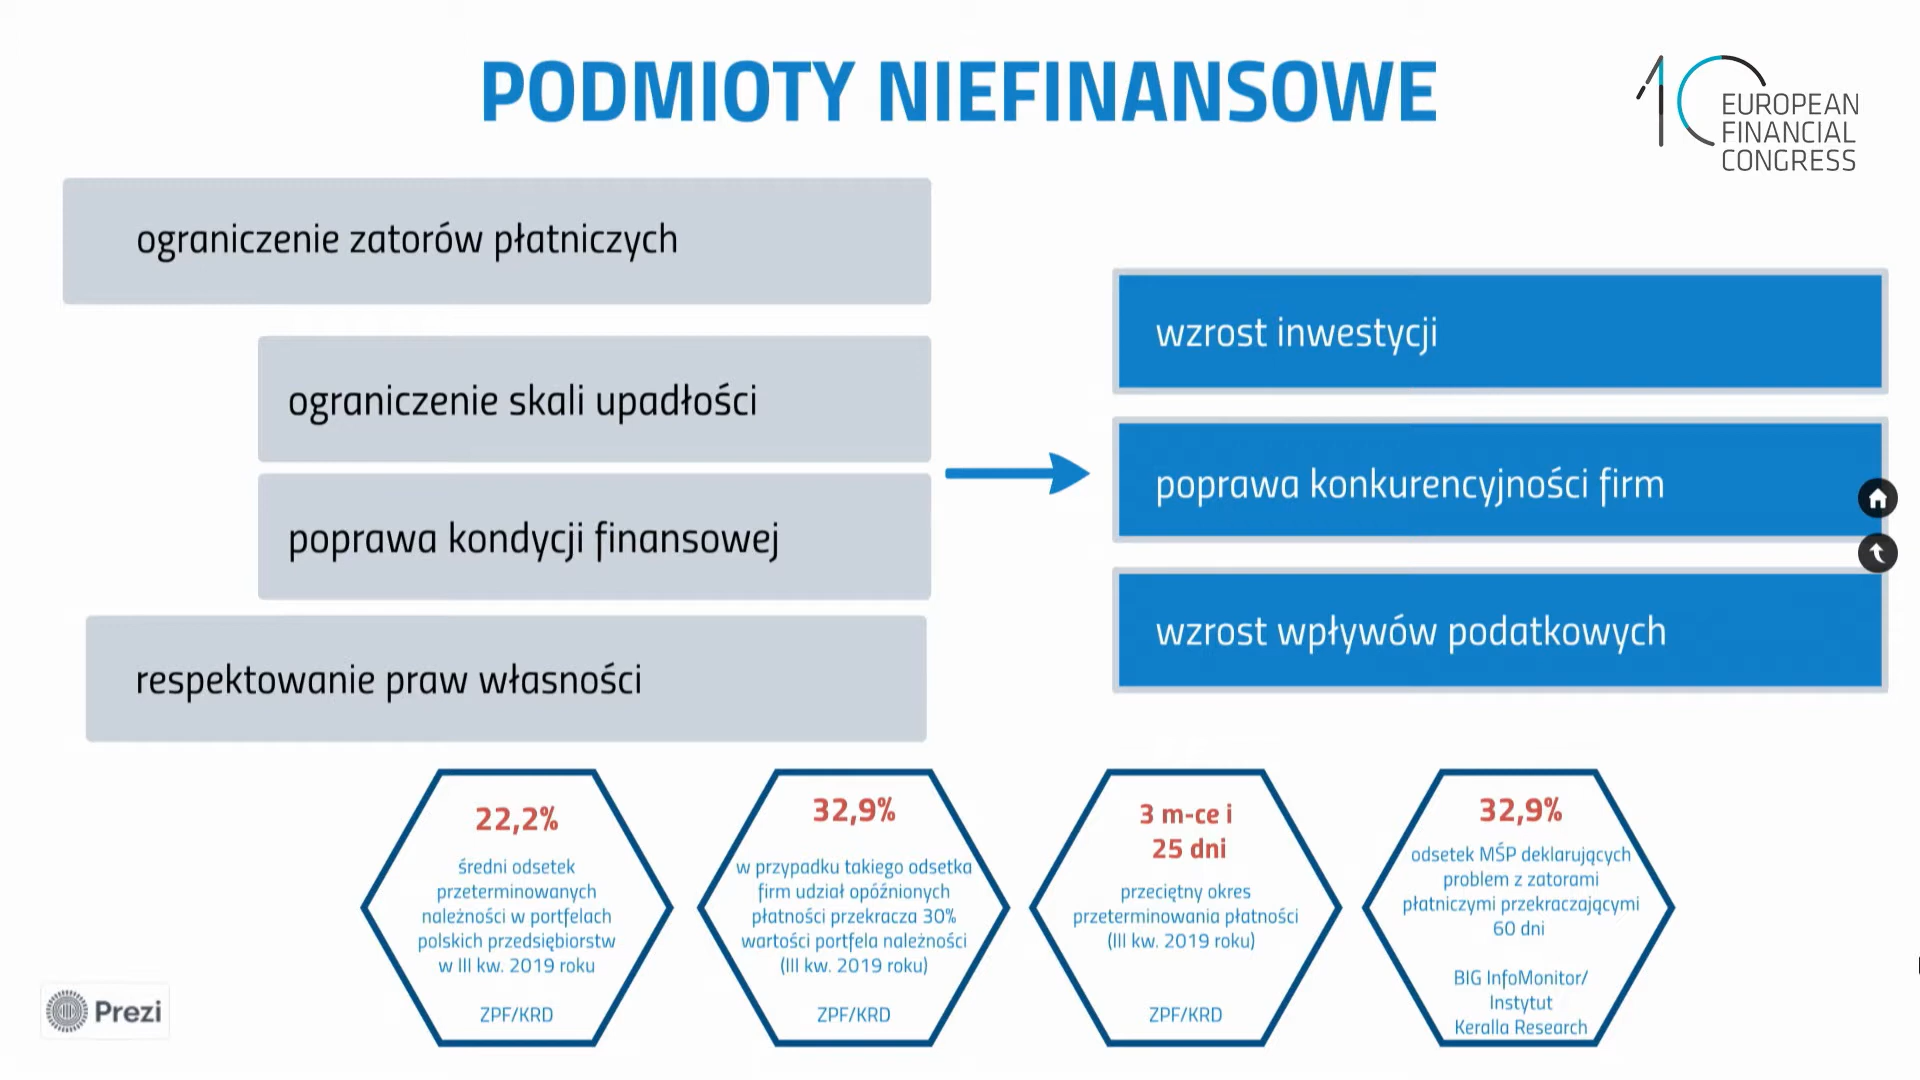 PODMIOTY NIEFINANSOWE
10 EUROPEAN
FINANCIAL
CONGRESS
ograniczenie zatorów płatniczych
ograniczenie skali upadłości
poprawa kondycji finansowej
respektowanie praw własności
wzrost inwestycji
poprawa konkurencyjności firm
wzrost wpływów podatkowych
22,2%
średni odsetek
przeterminowanych
należności w portfelach
polskich przedsiębiorstw
w III kw. 2019 roku
ZPF/KRD
32,9%
w przypadku takiego odsetka
firm udział opóźnionych
płatności przekracza 30%
wartości portfela należności
(III kw. 2019 roku)
ZPF/KRD
3 m-ce i
25 dni
przeciętny okres
przeterminowania płatności
(III kw. 2019 roku)
ZPF/KRD
32,9%
odsetek MŚP deklarujących
problem z zatorami
płatniczymi przekraczającymi
60 dni
BIG InfoMonitor/
Instytut
Keralla Research
Prezi